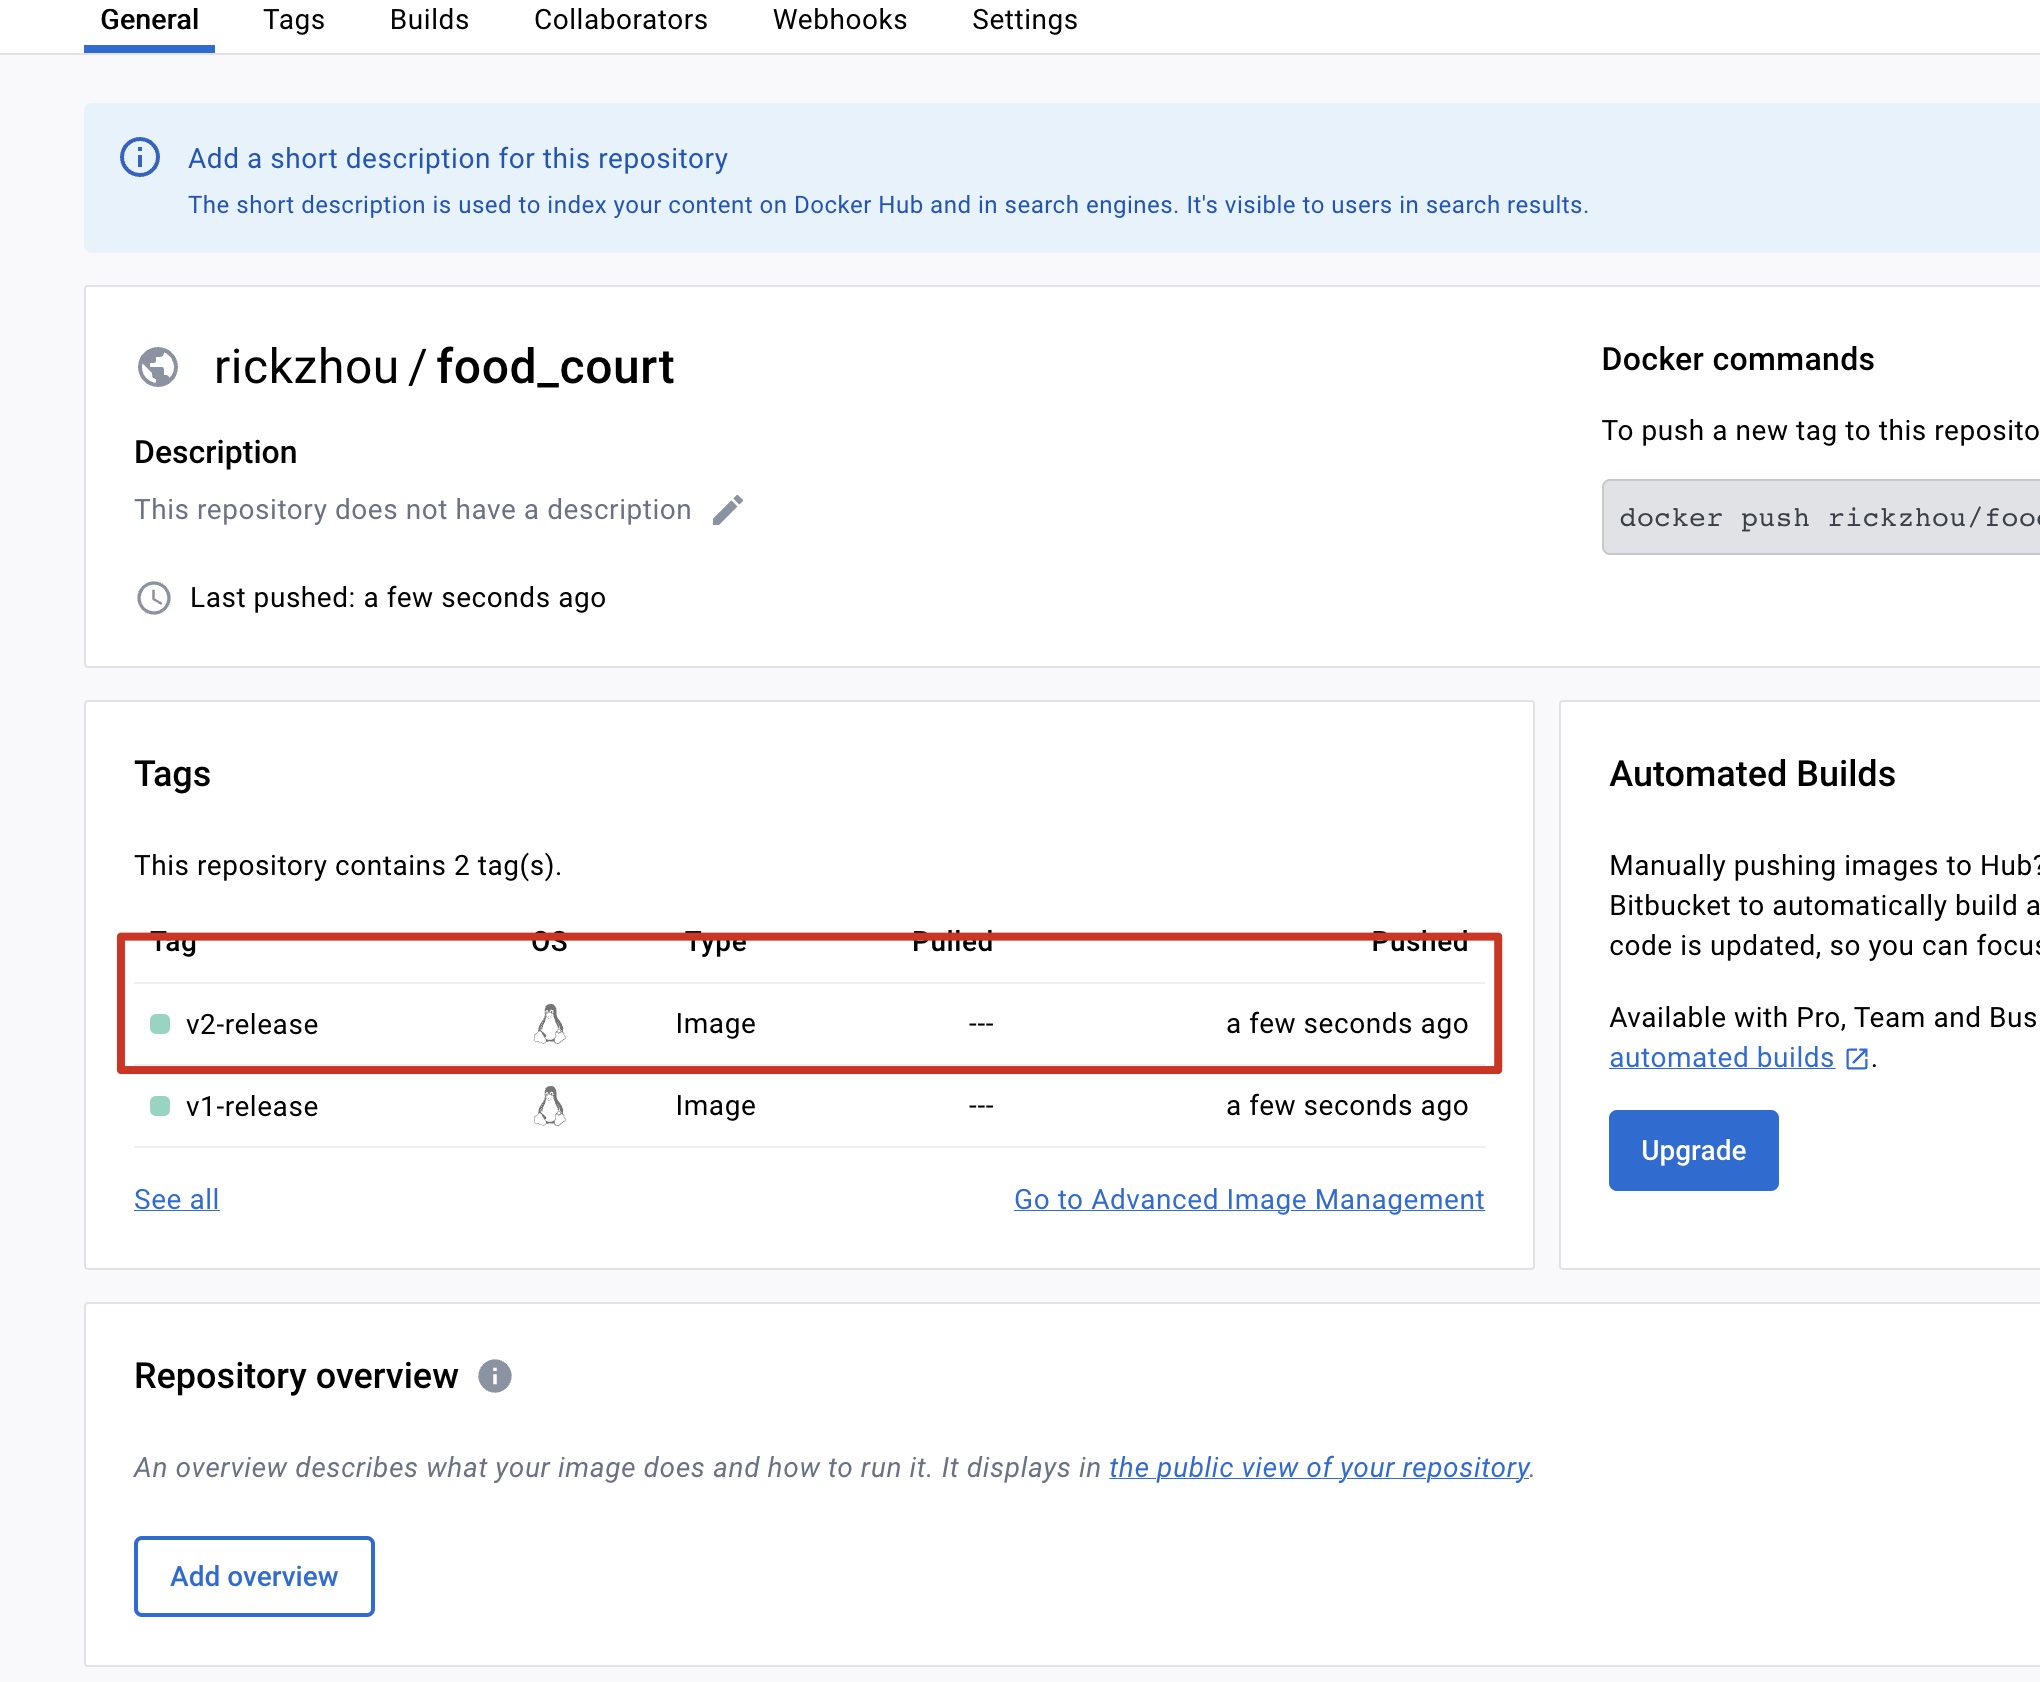 General Tags Builds Collaborators Webhooks Settings
Add a short description for this repository
The short description is used to index your content on Docker Hub and in search engines. It's visible to users in search results.
rickzhou / food_court
Description
This repository does not have a description
Last pushed: a few seconds ago
Docker commands
To push a new tag to this reposito
docker push rickzhou/foo
Tags
This repository contains 2 tag(s).
Tag OS Type Pulled Pushed
v2-release Image --- a few seconds ago
v1-release Image --- a few seconds ago
See all Go to Advanced Image Management
Automated Builds
Manually pushing images to Hub?
Bitbucket to automatically build a
code is updated, so you can focus
Available with Pro, Team and Bus
automated builds .
Upgrade
Repository overview
An overview describes what your image does and how to run it. It displays in the public view of your repository.
Add overview